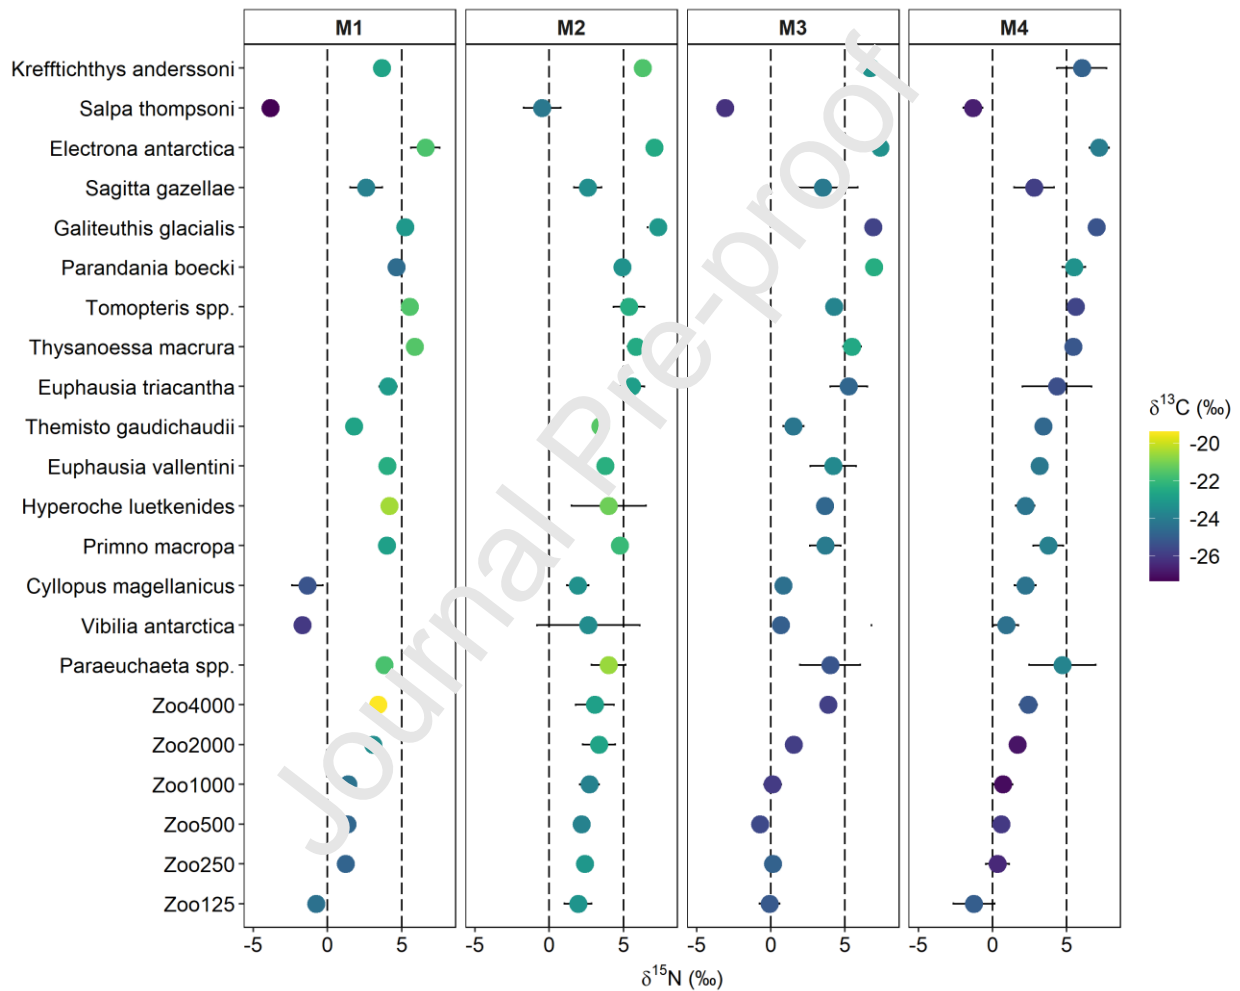 M1 M2 M3 M4
Krefftichthys anderssoni
Salpa thompsoni
Electrona antarctica
Sagitta gazellae
Galiteuthis glacialis
Parandania boecki
Tomopteris spp.
Thysanoessa macrura
Euphausia triacantha
Themisto gaudichaudii
Euphausia vallentini
Hyperoche luetkenides
Primno macropa
Cyllopus magellanicus
Vibilia antarctica
Paraeuchaeta spp.
Zoo4000
Zoo2000
Zoo1000
Zoo500
Zoo250
Zoo125
-5 0 5 -5 0 5 -5 0 5 -5 0 5
δ15N (‰)
δ13C (‰)
-20
-22
-24
-26
Journal Pre-proof